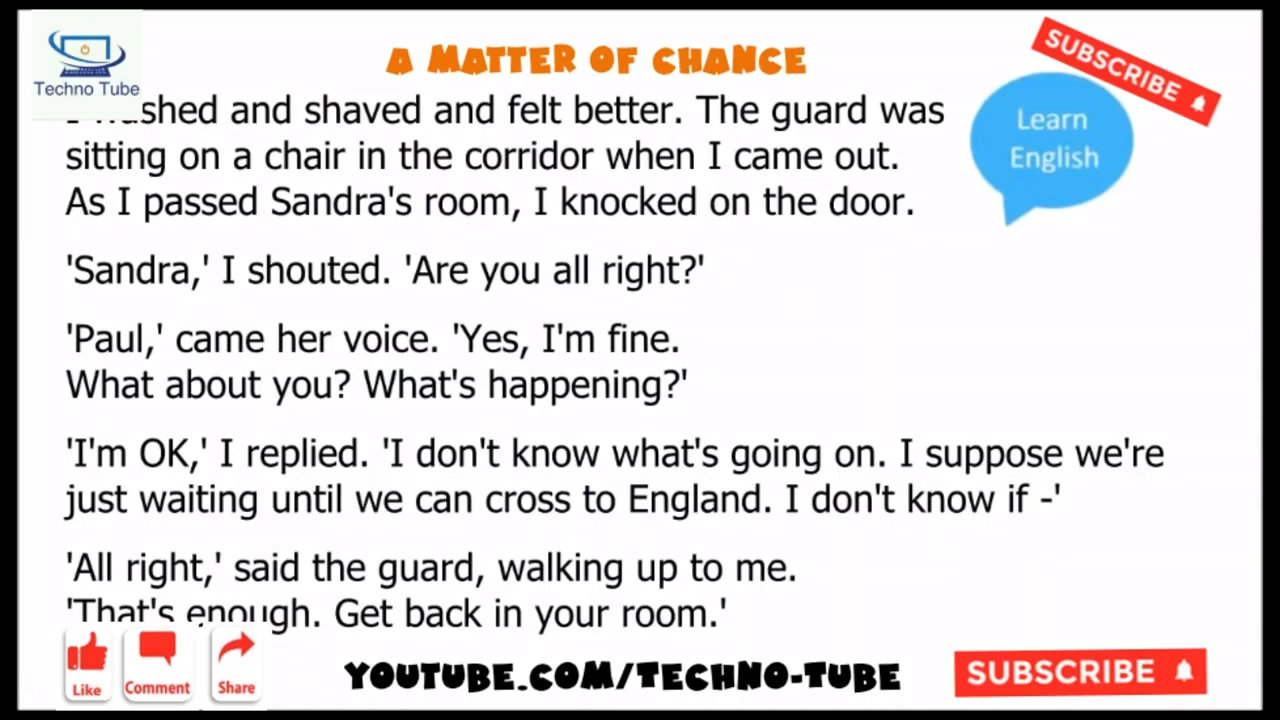 A MATTER OF CHANCE
SUBSCRIBE
Techno Tube
Learn
English
and shaved and felt better. The guard was
sitting on a chair in the corridor when I came out.
As I passed Sandra's room, I knocked on the door.
'Sandra,' I shouted. 'Are you all right?'
'Paul,' came her voice. 'Yes, I'm fine.
What about you? What's happening?'
'I'm OK,' I replied. 'I don't know what's going on. I suppose we're
just waiting until we can cross to England. I don't know if -'
'All right,' said the guard, walking up to me.
'That's enough. Get back in your room.'
Like
Comment
Share
YOUTUBE.COM/TECHNO-TUBE
SUBSCRIBE